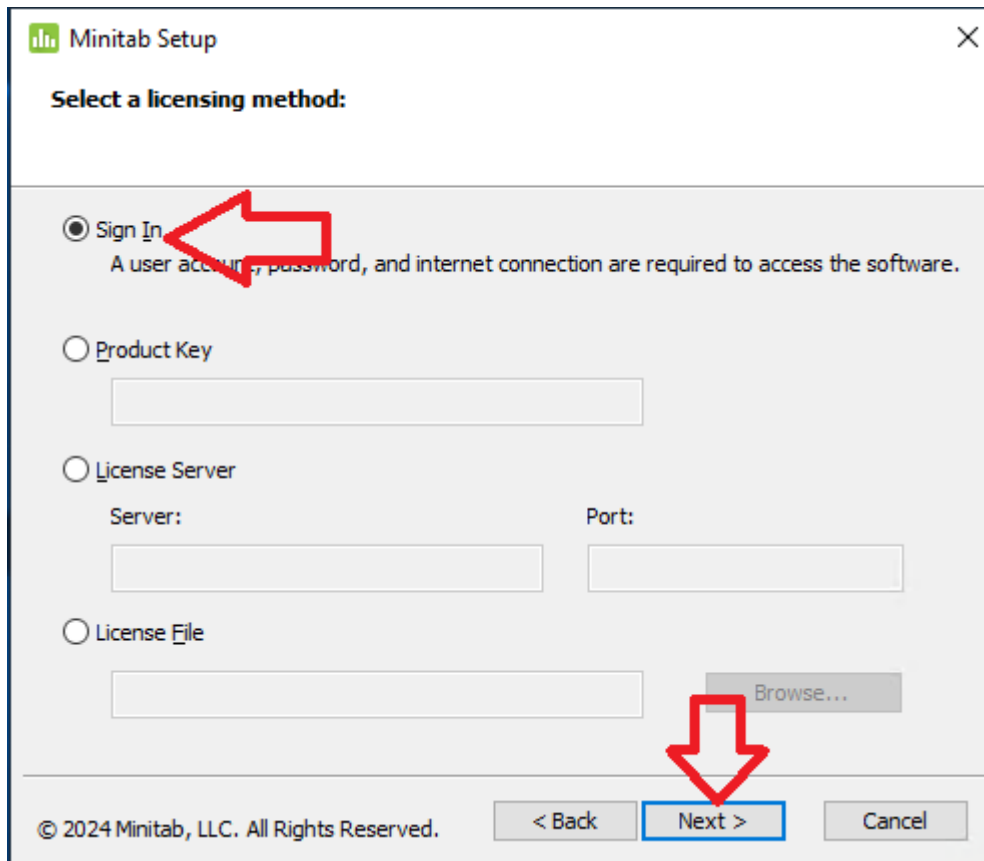 Minitab Setup
Select a licensing method:
Sign In
A user account, password, and internet connection are required to access the software.
Product Key
License Server
Server: Port:
License File
Browse...
© 2024 Minitab, LLC. All Rights Reserved. < Back Next > Cancel